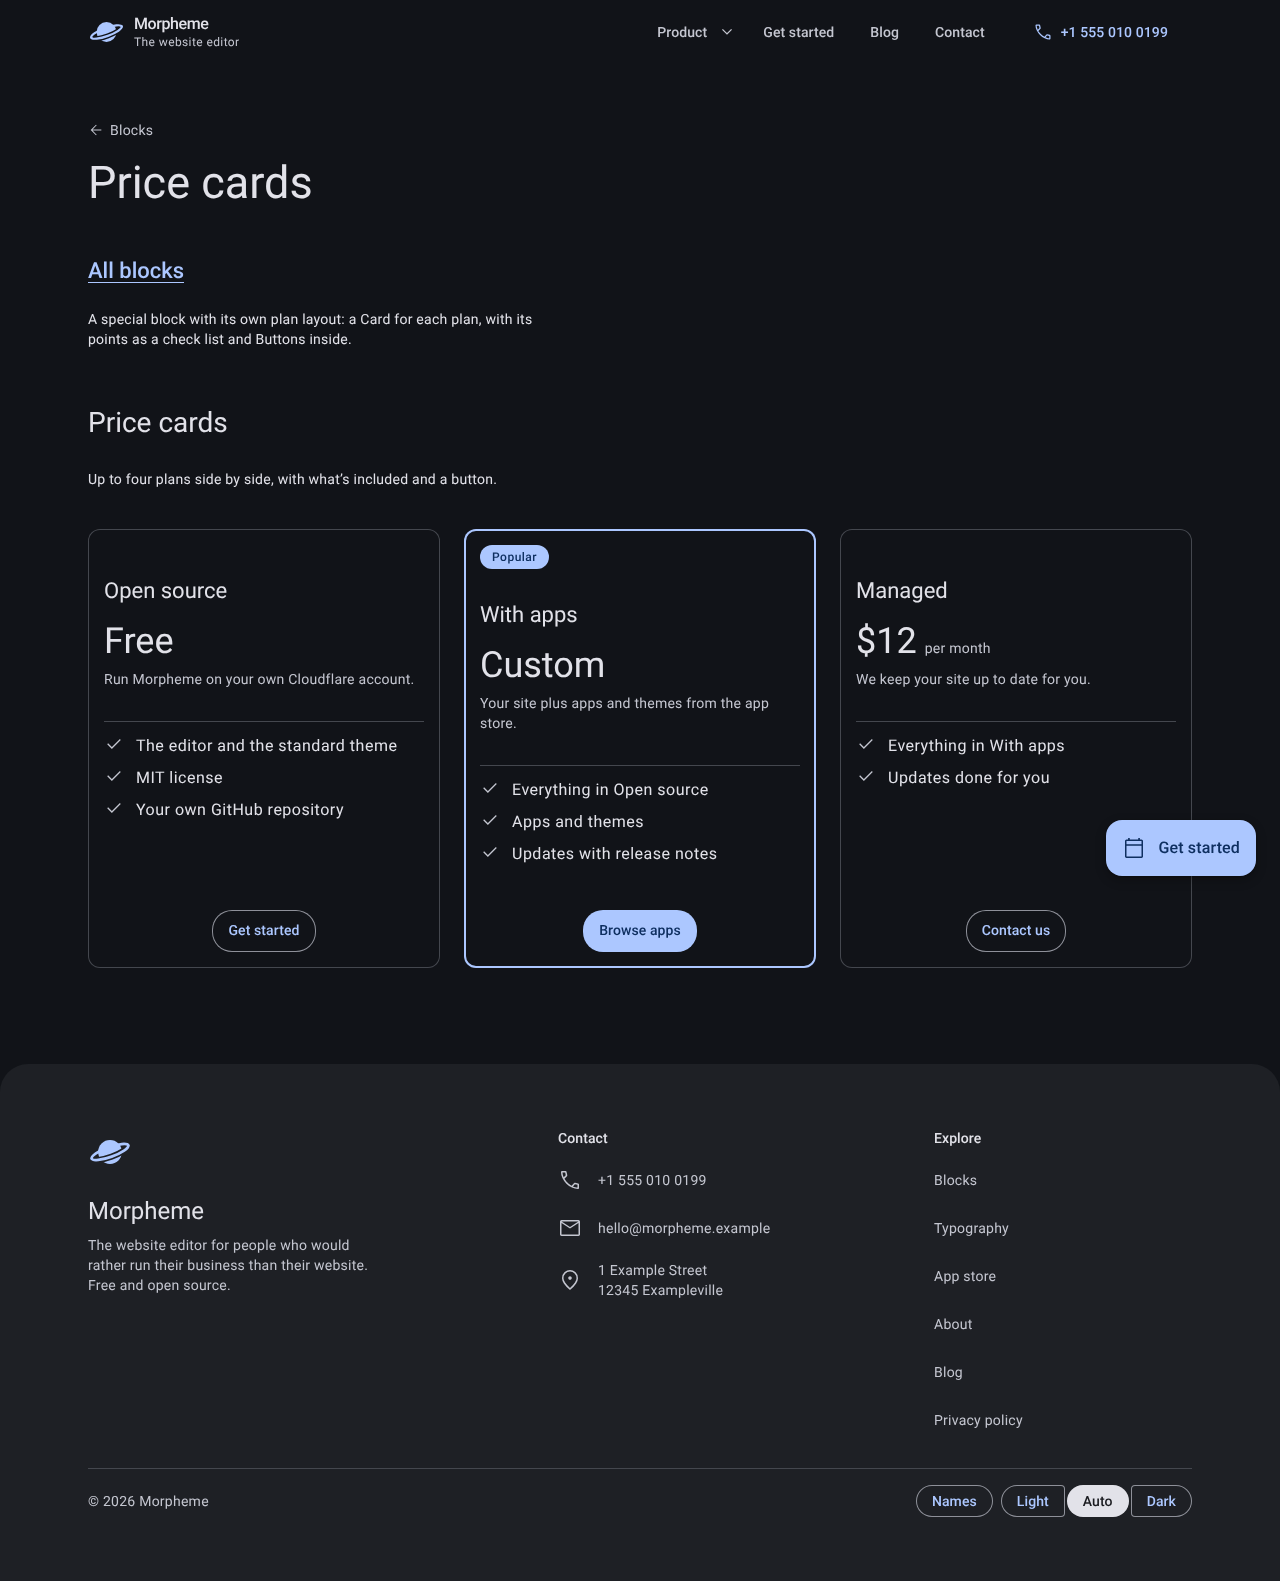 Morpheme
The website editor
Product
Get started
Blog
Contact
+1 555 010 0199
Blocks
Price cards
All blocks
A special block with its own plan layout: a Card for each plan, with its
points as a check list and Buttons inside.
Price cards
Up to four plans side by side, with what’s included and a button.
Open source
Free
Run Morpheme on your own Cloudflare account.
The editor and the standard theme
MIT license
Your own GitHub repository
Get started
Popular
With apps
Custom
Your site plus apps and themes from the app
store.
Everything in Open source
Apps and themes
Updates with release notes
Browse apps
Managed
$12 per month
We keep your site up to date for you.
Everything in With apps
Updates done for you
Contact us
Get started
Morpheme
The website editor for people who would
rather run their business than their website.
Free and open source.
Contact
+1 555 010 0199
hello@morpheme.example
1 Example Street
12345 Exampleville
Explore
Blocks
Typography
App store
About
Blog
Privacy policy
© 2026 Morpheme
Names
Light
Auto
Dark